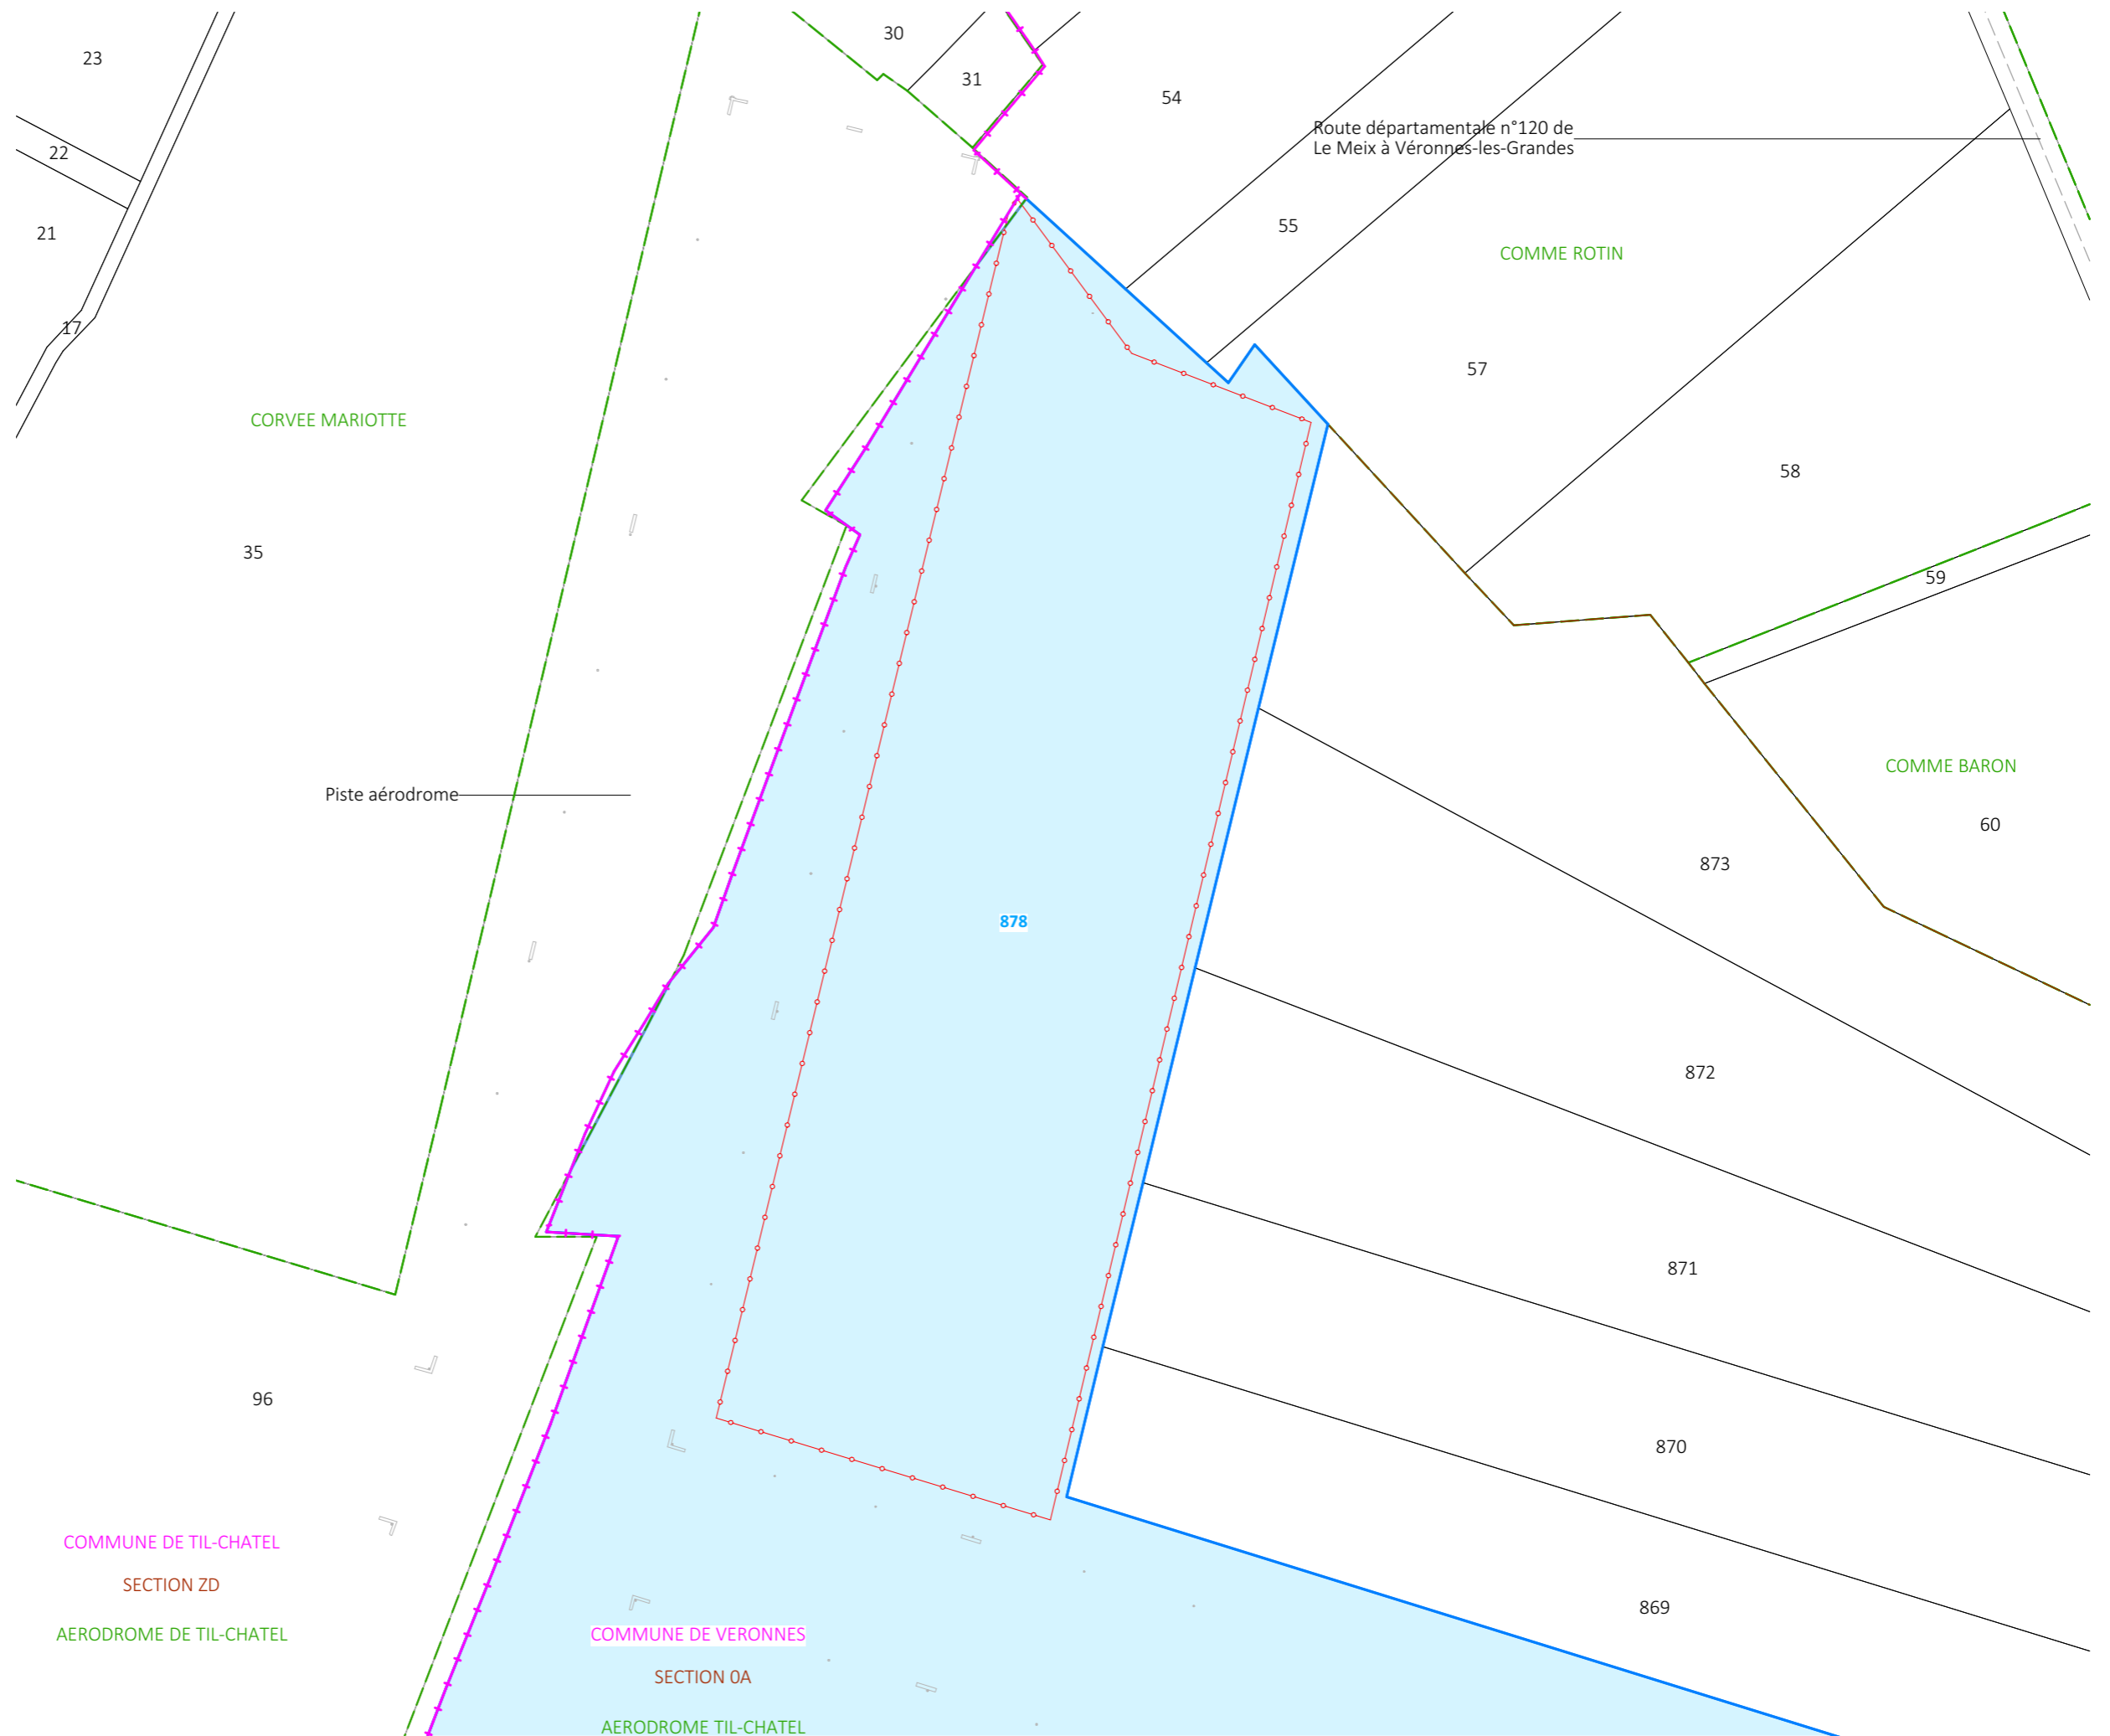 30
23
31
54
Route départementale n°120 de
Le Meix à Véronnes-les-Grandes
22
55
21
COMME ROTIN
17
57
CORVEE MARIOTTE
58
35
59
COMME BARON
Piste aérodrome
60
873
878
872
871
96
870
COMMUNE DE TIL-CHATEL
SECTION ZD
AERODROME DE TIL-CHATEL
869
COMMUNE DE VERONNES
SECTION 0A
AERODROME TIL-CHATEL